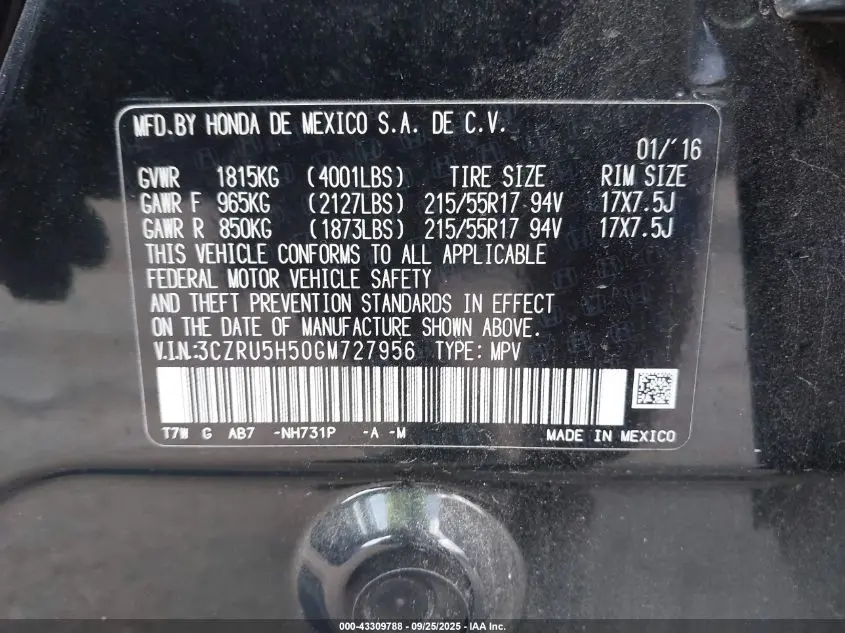 MFD.BY HONDA DE MEXICO S.A. DE C.V.
01/'16
GVWR 1815KG (4001LBS) TIRE SIZE RIM SIZE
GAWR F 965KG (2127LBS) 215/55R17 94V 17X7.5J
GAWR R 850KG (1873LBS) 215/55R17 94V 17X7.5J
THIS VEHICLE CONFORMS TO ALL APPLICABLE
FEDERAL MOTOR VEHICLE SAFETY
AND THEFT PREVENTION STANDARDS IN EFFECT
ON THE DATE OF MANUFACTURE SHOWN ABOVE.
V.I.N:3CZRU5H50GM727956 TYPE: MPV
T7W G AB7 -NH731P -A -M MADE IN MEXICO
000-43309788 - 09/25/2025 - IAA Inc.